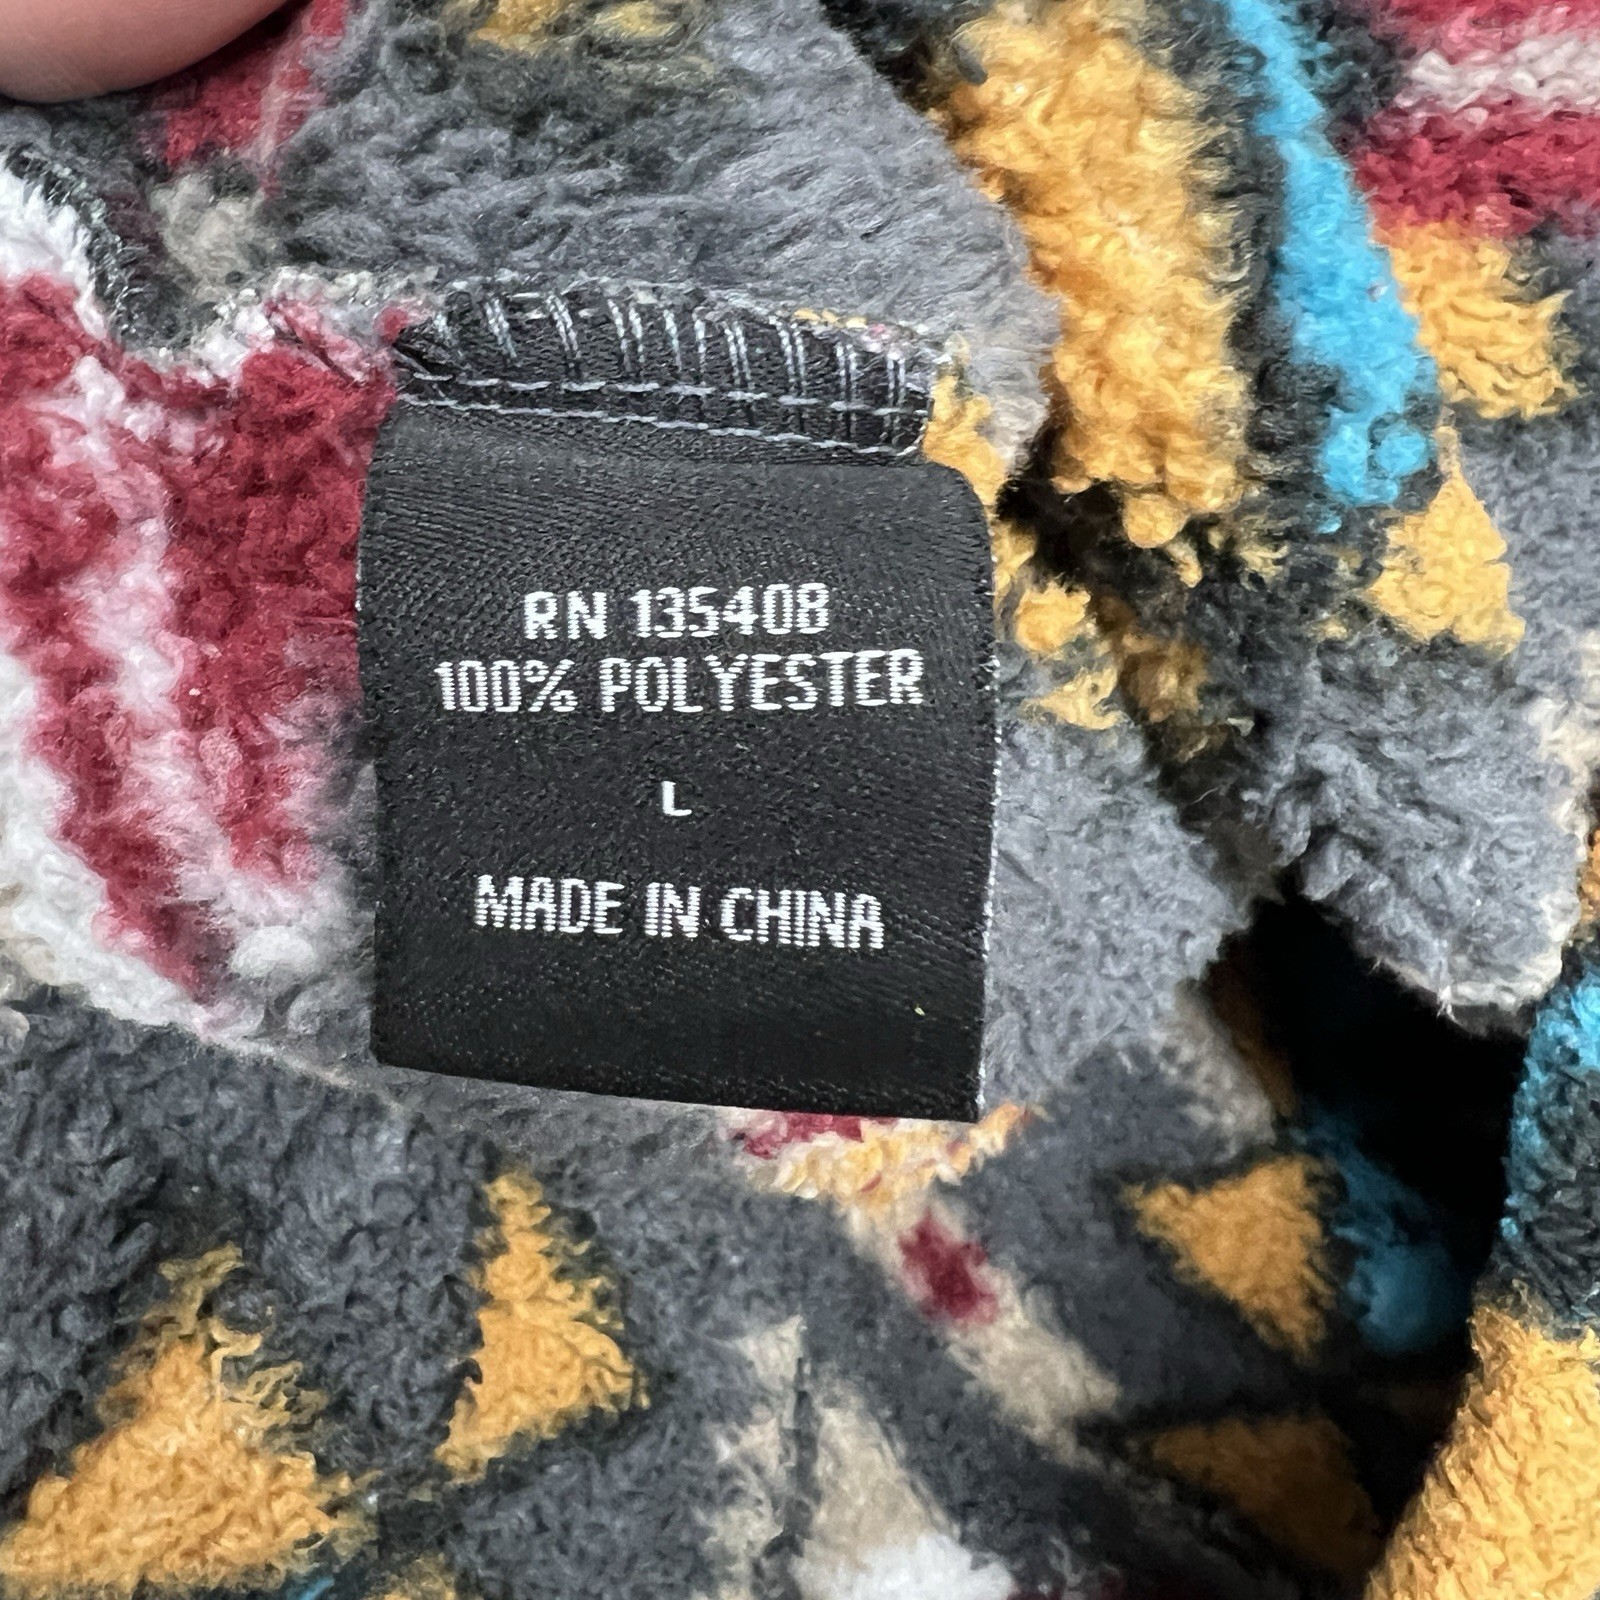 RN 135408
100% POLYESTER
L
MADE IN CHINA